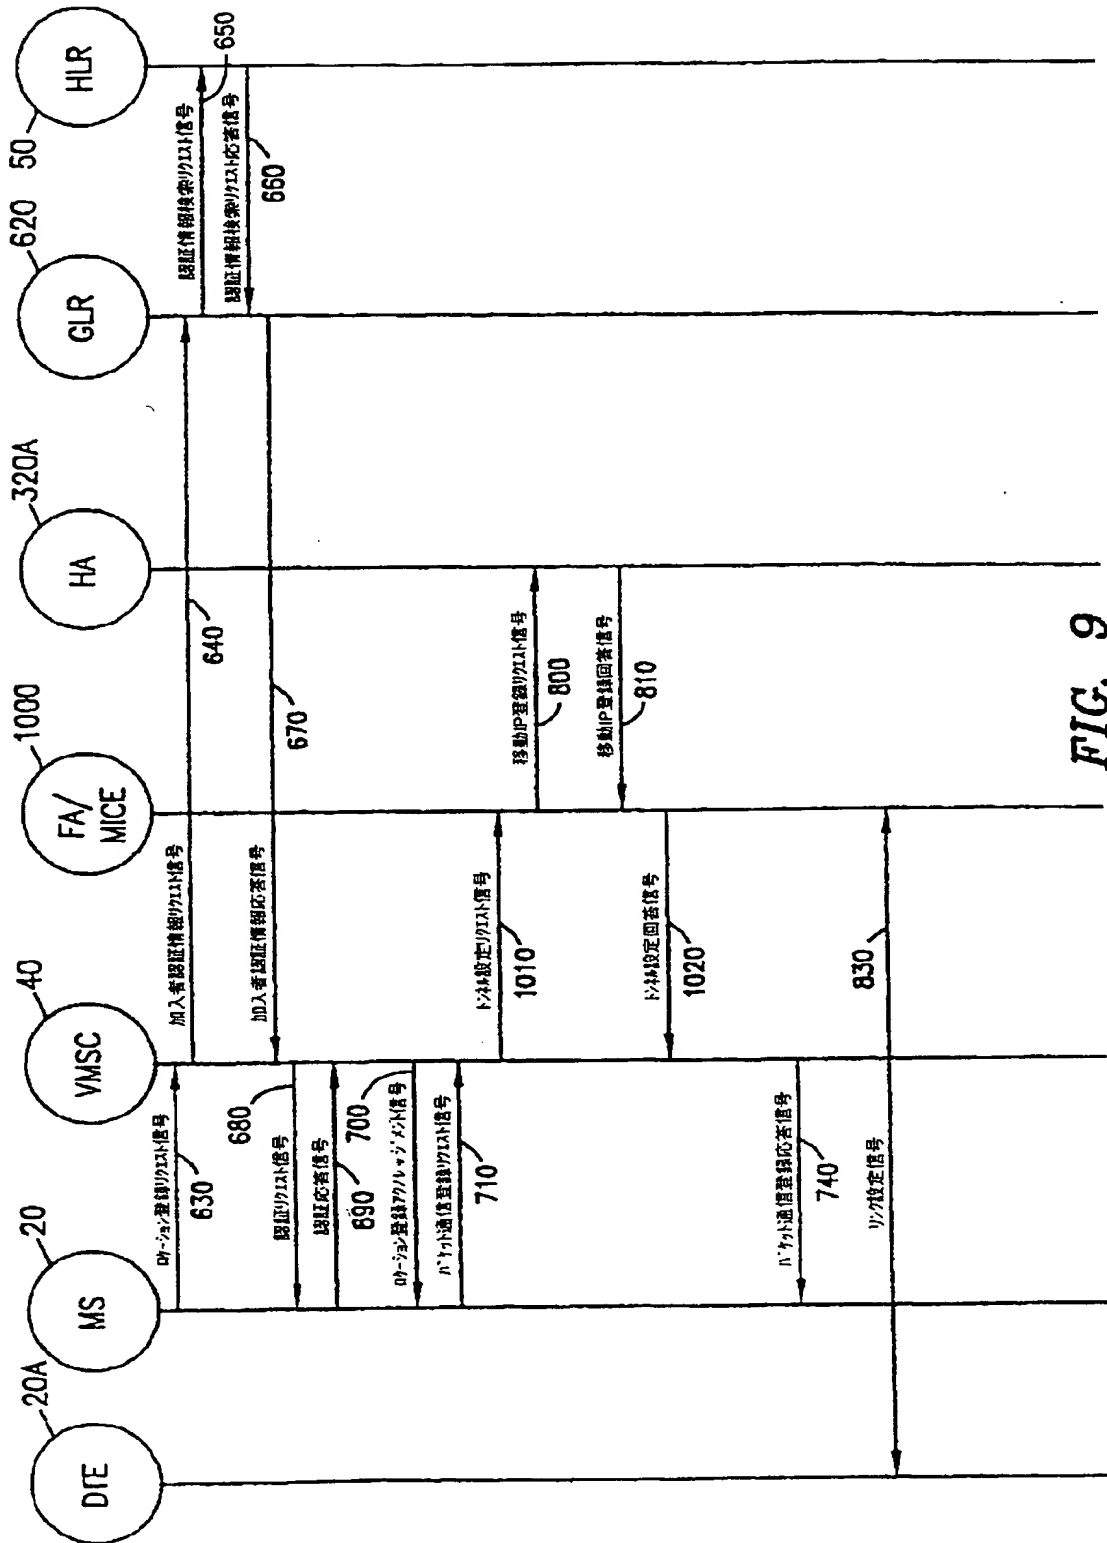 20A
DTE
20
MS
40
VMSC
1000
FA/
MICE
320A
HA
620
GLR
50
HLR
ロケーション登録リクエスト信号
630
加入者認証情報リクエスト信号
640
認証情報検索リクエスト信号
650
認証情報検索リクエスト応答信号
660
加入者認証情報応答信号
670
認証リクエスト信号
680
認証応答信号
690
ロケーション登録アクノレッジメント信号
700
パケット通信登録リクエスト信号
710
トンネル設定リクエスト信号
1010
移動IP登録リクエスト信号
800
移動IP登録回答信号
810
トンネル設定回答信号
1020
パケット通信登録応答信号
740
リンク設定信号
830
FIG. 9